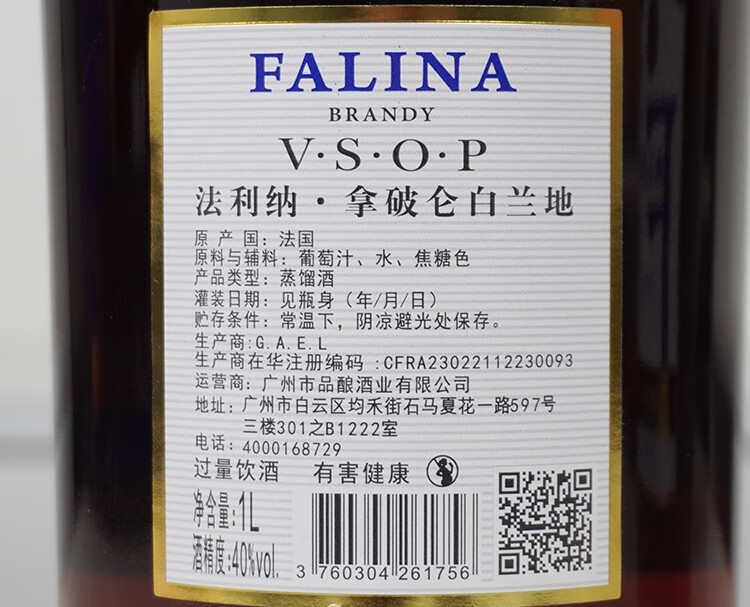 FALINA
BRANDY
V·S·O·P
法利纳·拿破仑白兰地
原 产 国：法国
原料与辅料：葡萄汁、水、焦糖色
产品类型：蒸馏酒
灌装日期：见瓶身（年/月/日）
贮存条件：常温下，阴凉避光处保存。
生产商:G.A.E.L
生产商在华注册编码:CFRA23022112230093
运营商：广州市品酿酒业有限公司
地址：广州市白云区均禾街石马夏花一路597号
三楼301之B1222室
电话：4000168729
过量饮酒 有害健康
净含量:1L
酒精度:40%vol.
3 760304 261756